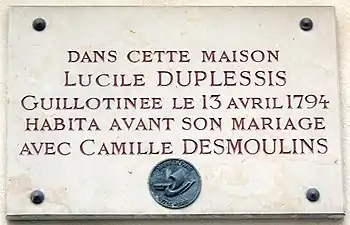 DANS CETTE MAISON
LUCILE DUPLESSIS
GUILLOTINEE LE 13 AVRIL 1794
HABITA AVANT SON MARIAGE
AVEC CAMILLE DESMOULINS